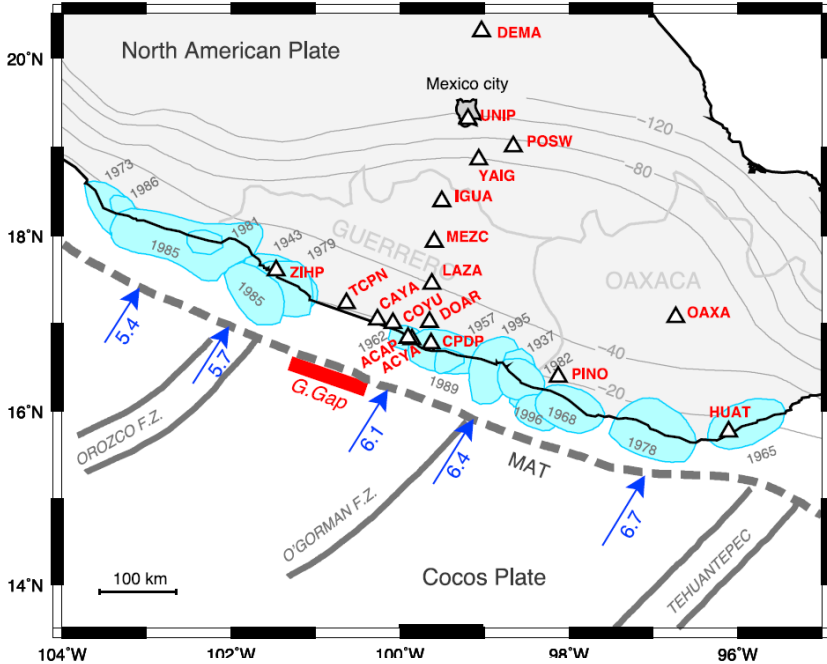 DEMA
20°N
North American Plate
Mexico city
UNIP
-120
POSW
-80
YAIG
1973
IGUA
1986
18°N
1981
GUERRERO
MEZC
1943
1979
1985
ZIHP
LAZA
OAXACA
TCPN
CAYA
1985
COYU
DOAR
OAXA
1957
1995
1962
1937
CPDP
-40
ACAP
ACYA
1982
5.4
5.7
PINO
1989
-20
G.Gap
16°N
1996
1968
HUAT
6.1
MAT
1978
1965
OROZCO F.Z.
6.4
6.7
O'GORMAN F.Z.
TEHUANTEPEC
100 km
Cocos Plate
14°N
104°W
102°W
100°W
98°W
96°W